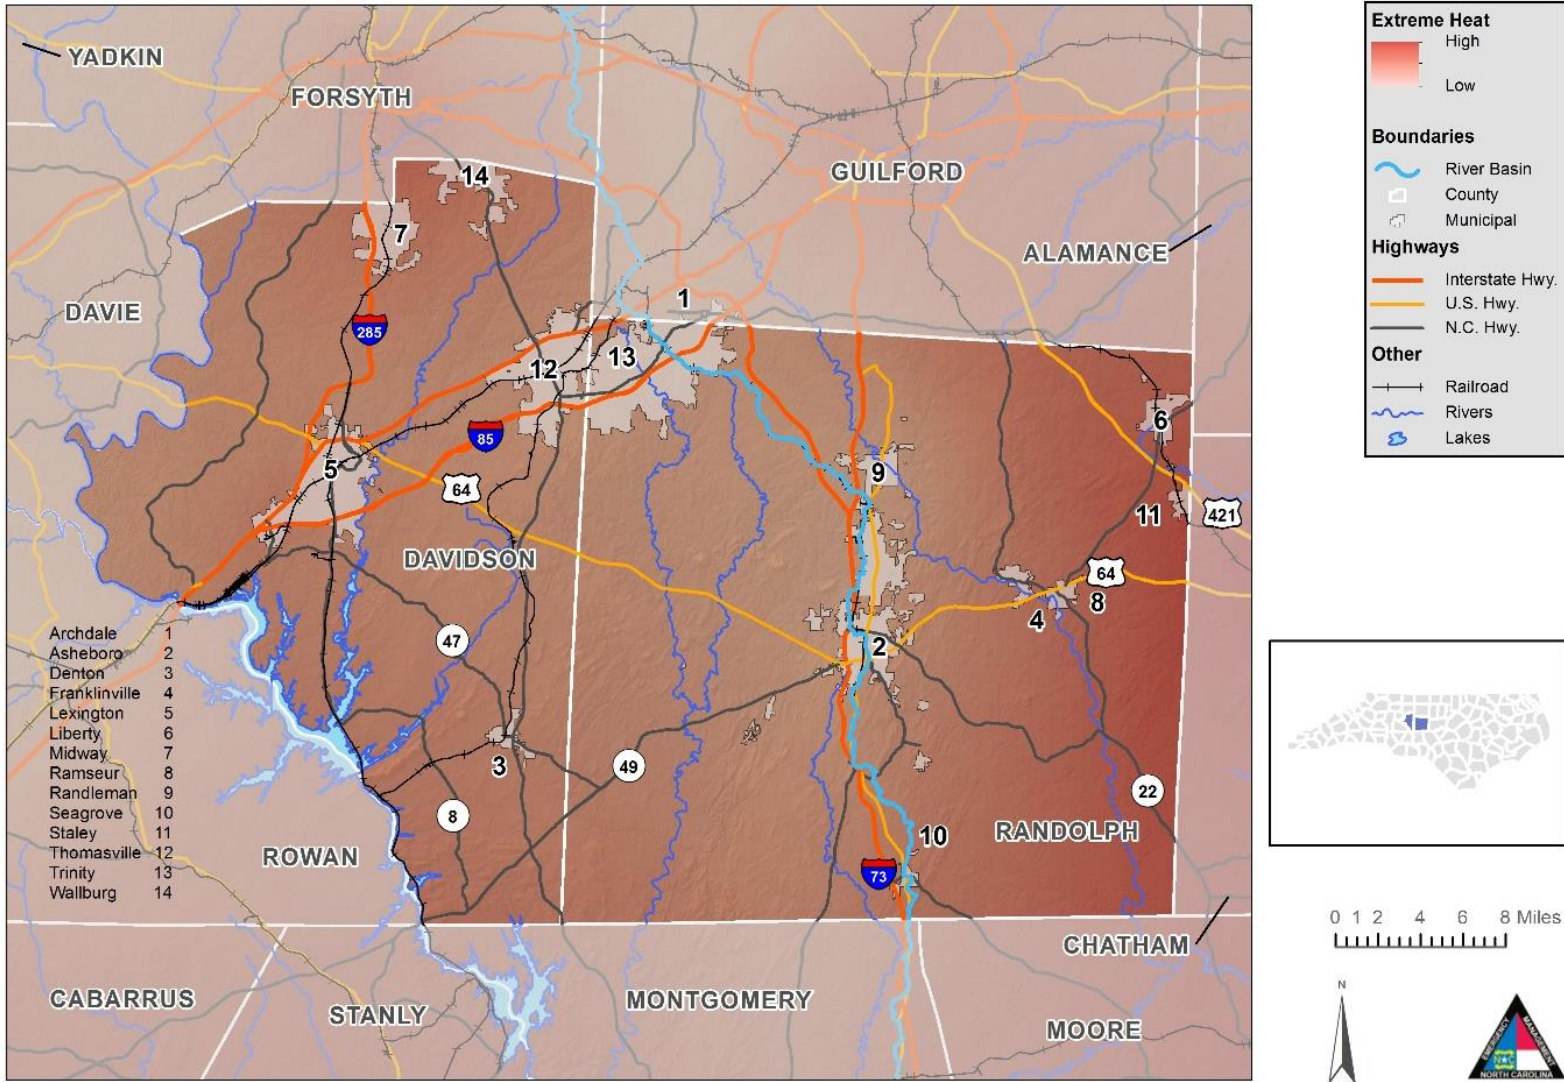 YADKIN
FORSYTH
GUILFORD
ALAMANCE
DAVIE
DAVIDSON
ROWAN
RANDOLPH
CHATHAM
CABARRUS
STANLY
MONTGOMERY
MOORE
14
7
1
285
12
13
6
5
85
64
9
11
421
64
4
8
47
2
3
49
8
22
10
73
Archdale 1
Asheboro 2
Denton 3
Franklinville 4
Lexington 5
Liberty 6
Midway 7
Ramseur 8
Randleman 9
Seagrove 10
Staley 11
Thomasville 12
Trinity 13
Wallburg 14
Extreme Heat
High
Low
Boundaries
River Basin
County
Municipal
Highways
Interstate Hwy.
U.S. Hwy.
N.C. Hwy.
Other
Railroad
Rivers
Lakes
0 1 2 4 6 8 Miles
N
EMERGENCY
MANAGEMENT
NORTH CAROLINA